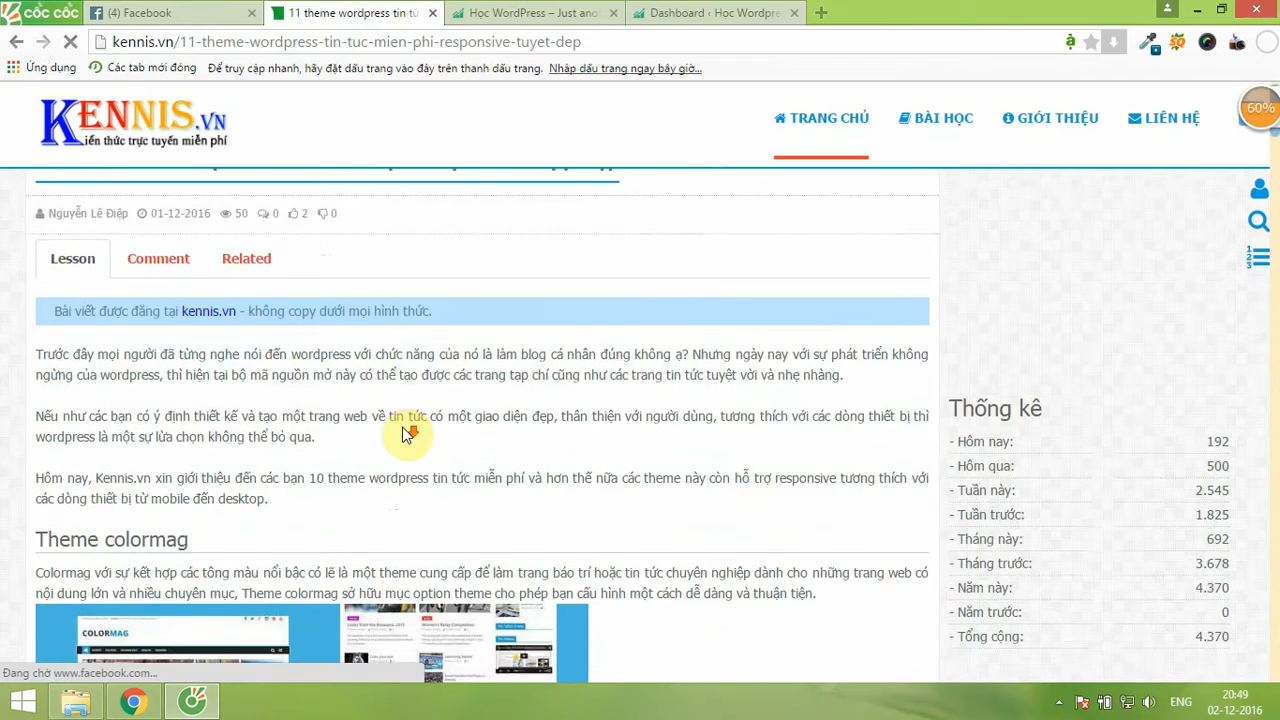 CỐC CỐC
(4) Facebook
11 theme wordpress tin tứ
Học WordPress – Just ano
Dashboard ‹ Học Wordpre
kennis.vn/11-theme-wordpress-tin-tuc-mien-phi-responsive-tuyet-dep
Ứng dụng
Các tab mới đóng
Để truy cập nhanh, hãy đặt dấu trang vào đây trên thanh dấu trang.
Nhập dấu trang ngay bây giờ...
KENNIS.VN
iến thức trực tuyến miễn phí
TRANG CHỦ
BÀI HỌC
GIỚI THIỆU
LIÊN HỆ
60%
Nguyễn Lê Điệp 01-12-2016 50 0 2 0
Lesson
Comment
Related
Bài viết được đăng tại kennis.vn - không copy dưới mọi hình thức.
Trước đây mọi người đã từng nghe nói đến wordpress với chức năng của nó là làm blog cá nhân đúng không ạ? Nhưng ngày nay với sự phát triển không
ngừng của wordpress, thì hiện tại bộ mã nguồn mở này có thể tạo được các trang tạp chí cũng như các trang tin tức tuyệt vời và nhẹ nhàng.
Nếu như các bạn có ý định thiết kế và tạo một trang web về tin tức có một giao diện đẹp, thân thiện với người dùng, tương thích với các dòng thiết bị thì
wordpress là một sự lựa chọn không thể bỏ qua.
Hôm nay, Kennis.vn xin giới thiệu đến các bạn 10 theme wordpress tin tức miễn phí và hơn thế nữa các theme này còn hỗ trợ responsive tương thích với
các dòng thiết bị từ mobile đến desktop.
Theme colormag
Colormag với sự kết hợp các tông màu nổi bậc có lẽ là một theme cung cấp để làm trang báo trí hoặc tin tức chuyên nghiệp dành cho những trang web có
nội dung lớn và nhiều chuyên mục, Theme coormag sở hữu mục option theme cho phép bạn cấu hình một cách dễ dàng và thuận tiện.
COLORMAG
Thống kê
- Hôm nay: 192
- Hôm qua: 500
- Tuần này: 2.545
- Tuần trước: 1.825
- Tháng này: 692
- Tháng trước: 3.678
- Năm này: 4.370
- Năm trước: 0
- Tổng cộng: 4.370
Đang chờ www.facebook.com...
ENG
20:49
02-12-2016